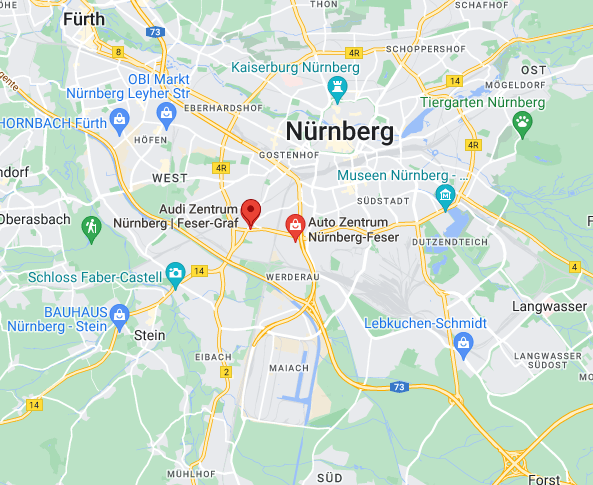 ÖHE
THON
SCHAFHOF
Fürth
73
8
4R
SCHOPPERSHOF
Kaiserburg Nürnberg
14
OST
MÖGELDORF
OBI Markt
Nürnberg Leyher Str
Tiergarten Nürnberg
EBERHARDSHOF
HORNBACH Fürth
Nürnberg
HÖFEN
4R
GOSTENHOF
4R
WEST
Museen Nürnberg - ...
ndorf
SÜDSTADT
Audi Zentrum
Nürnberg | Feser-Graf
Oberasbach
Auto Zentrum
Nürnberg-Feser
DUTZENDTEICH
4
Schloss Faber-Castell
14
WERDERAU
Langwasser
BAUHAUS
Nürnberg - Stein
Lebkuchen-Schmidt
Stein
EIBACH
LANGWASSER
SÜDOST
MAIACH
2
73
14
MÜHLHOF
SÜD
Forst